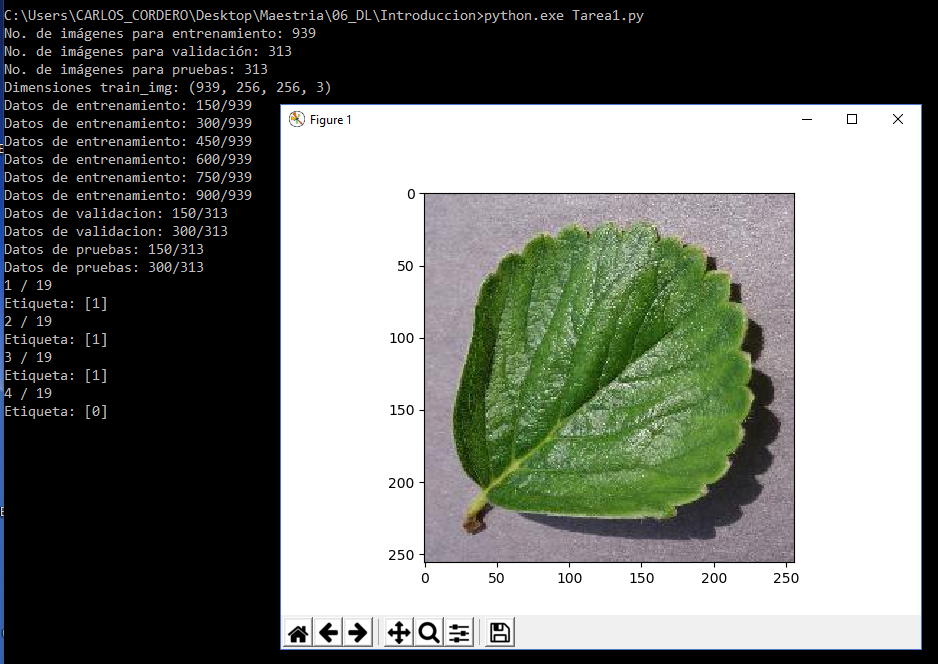 C:\Users\CARLOS_CORDERO\Desktop\Maestria\06_DL\Introduccion>python.exe Tarea1.py
No. de imágenes para entrenamiento: 939
No. de imágenes para validación: 313
No. de imágenes para pruebas: 313
Dimensiones train_img: (939, 256, 256, 3)
Datos de entrenamiento: 150/939
Datos de entrenamiento: 300/939
Datos de entrenamiento: 450/939
Datos de entrenamiento: 600/939
Datos de entrenamiento: 750/939
Datos de entrenamiento: 900/939
Datos de validacion: 150/313
Datos de validacion: 300/313
Datos de pruebas: 150/313
Datos de pruebas: 300/313
1 / 19
Etiqueta: [1]
2 / 19
Etiqueta: [1]
3 / 19
Etiqueta: [1]
4 / 19
Etiqueta: [0]
Figure 1
0
50
100
150
200
250
0 50 100 150 200 250